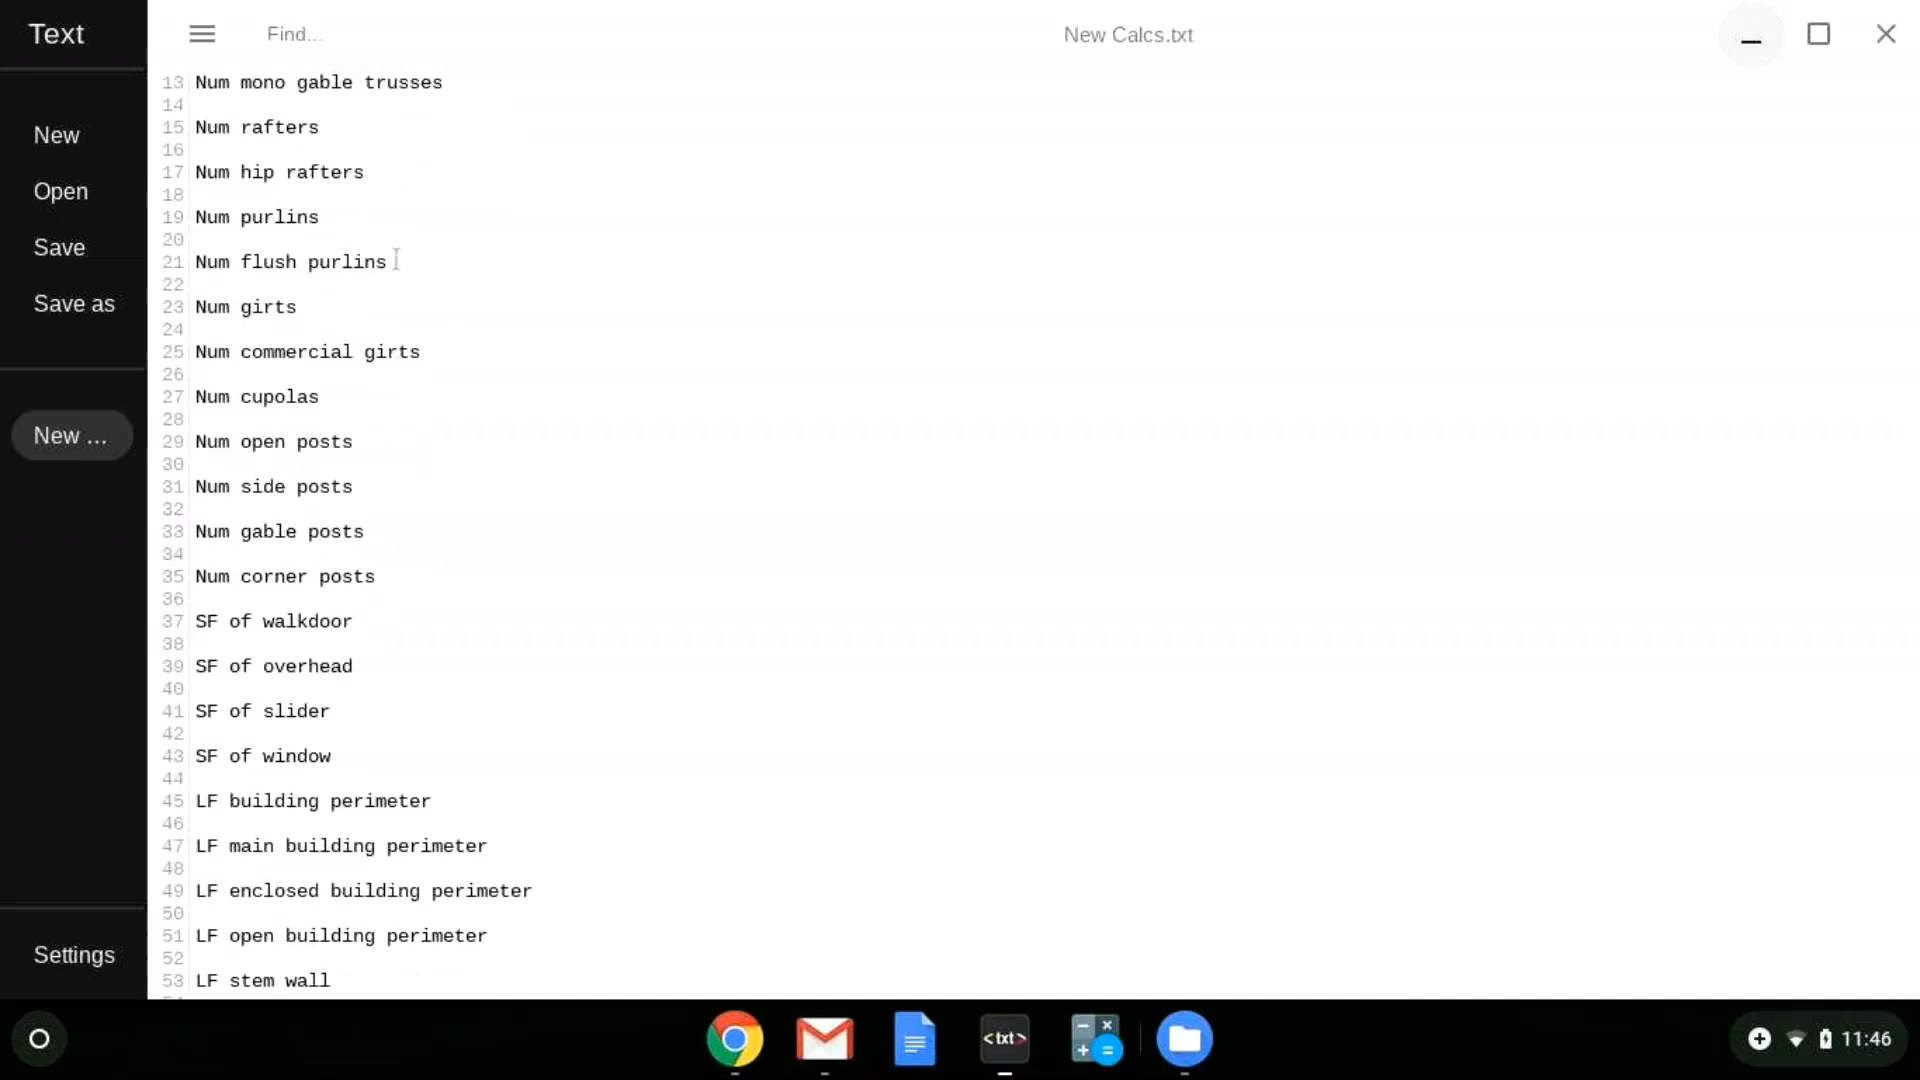 Text
Find...
New Calcs.txt
New
Open
Save
Save as
New ...
Settings
13 Num mono gable trusses
14
15 Num rafters
16
17 Num hip rafters
18
19 Num purlins
20
21 Num flush purlins
22
23 Num girts
24
25 Num commercial girts
26
27 Num cupolas
28
29 Num open posts
30
31 Num side posts
32
33 Num gable posts
34
35 Num corner posts
36
37 SF of walkdoor
38
39 SF of overhead
40
41 SF of slider
42
43 SF of window
44
45 LF building perimeter
46
47 LF main building perimeter
48
49 LF enclosed building perimeter
50
51 LF open building perimeter
52
53 LF stem wall
<txt>
11:46